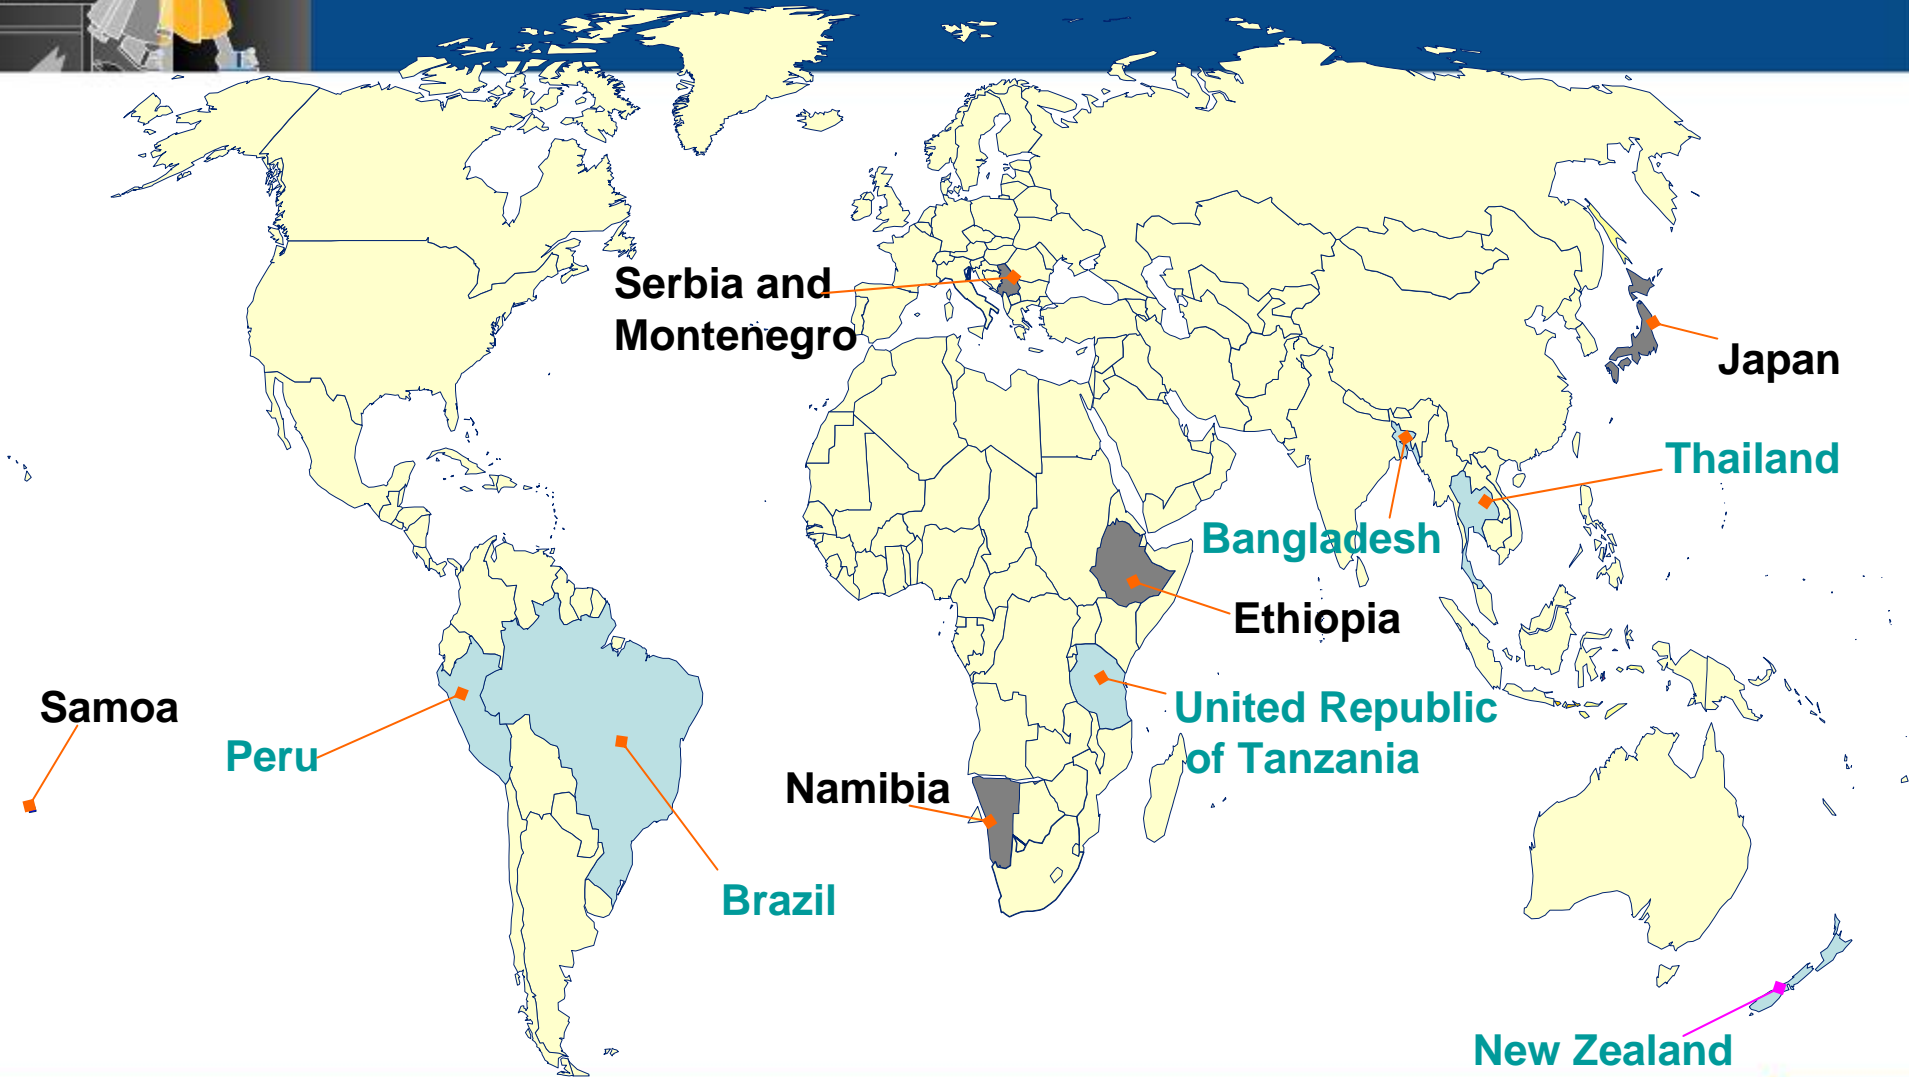 Serbia and
Montenegro
Japan
Thailand
Bangladesh
Ethiopia
Samoa
United Republic
of Tanzania
Peru
Namibia
Brazil
New Zealand